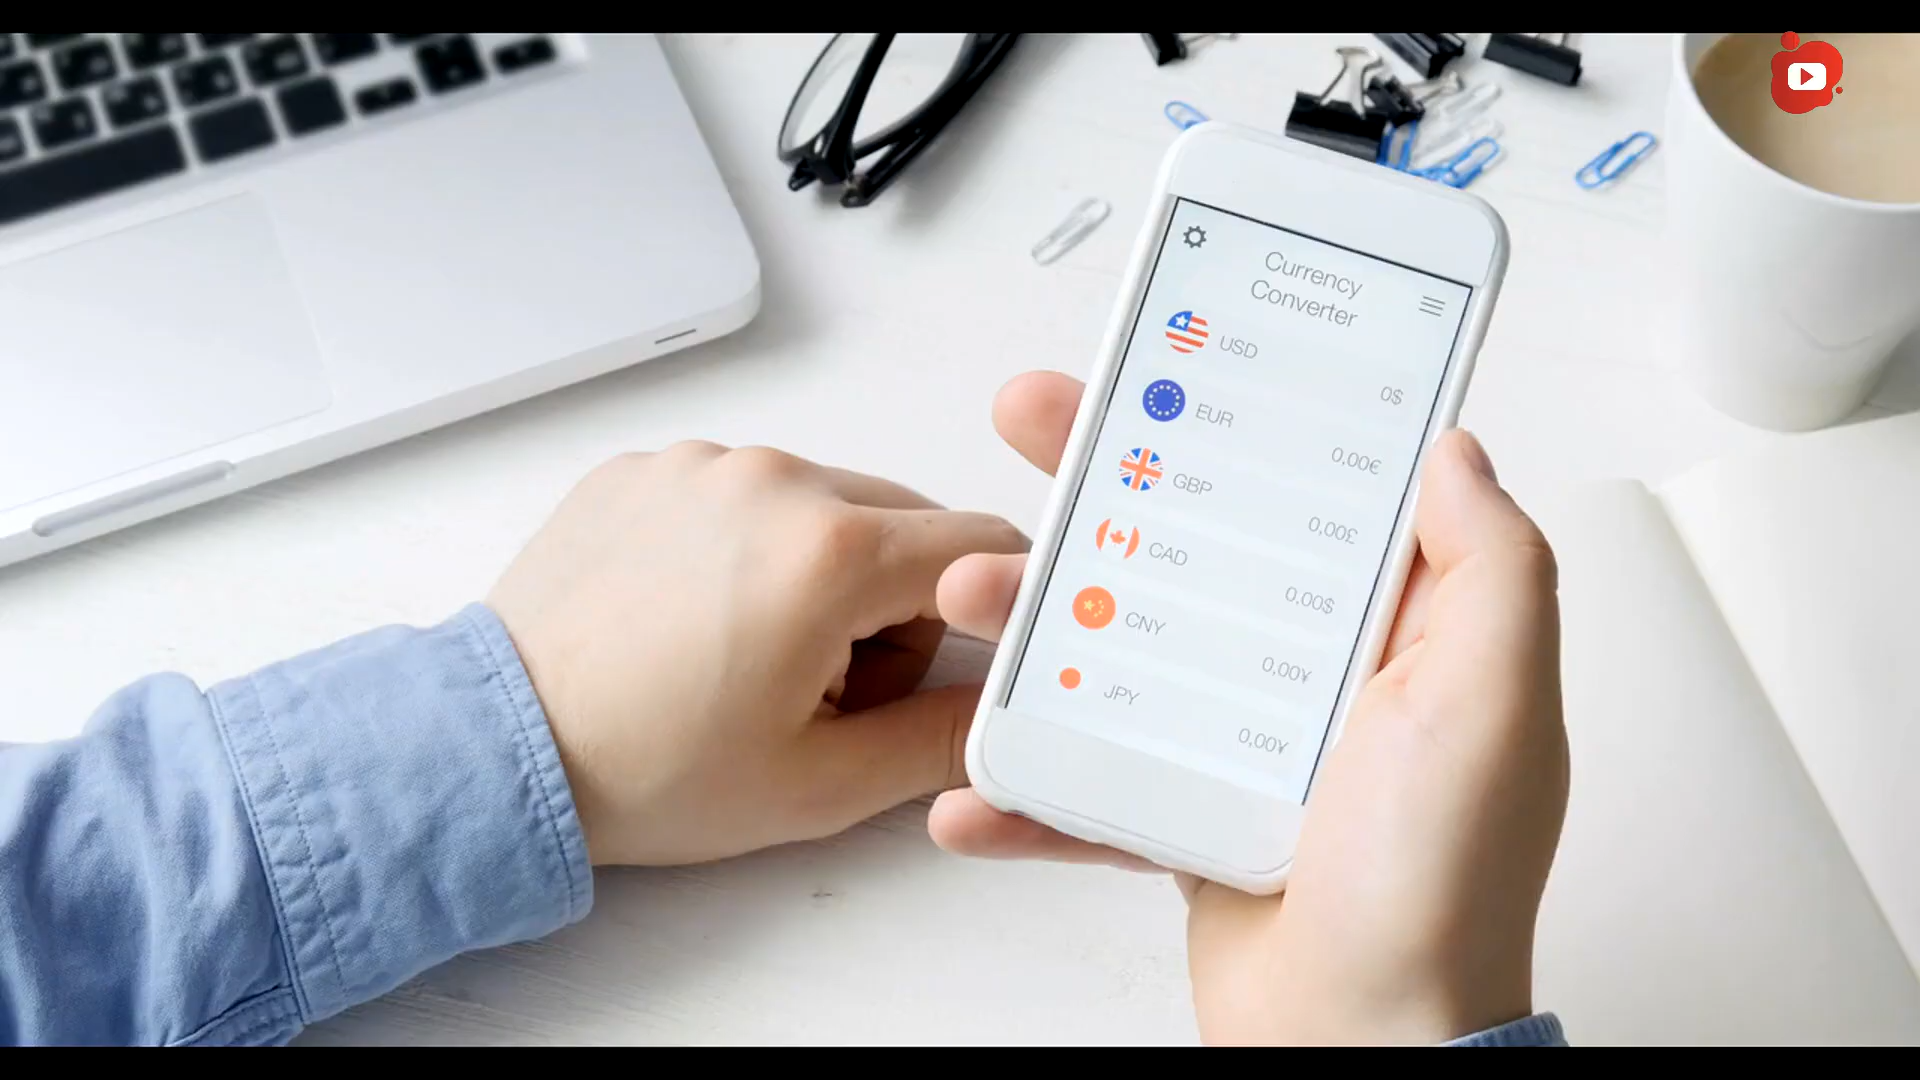 Currency
Converter
USD
0$
EUR
0,00€
GBP
0,00£
CAD
0.00$
CNY
0,00¥
JPY
0,00¥